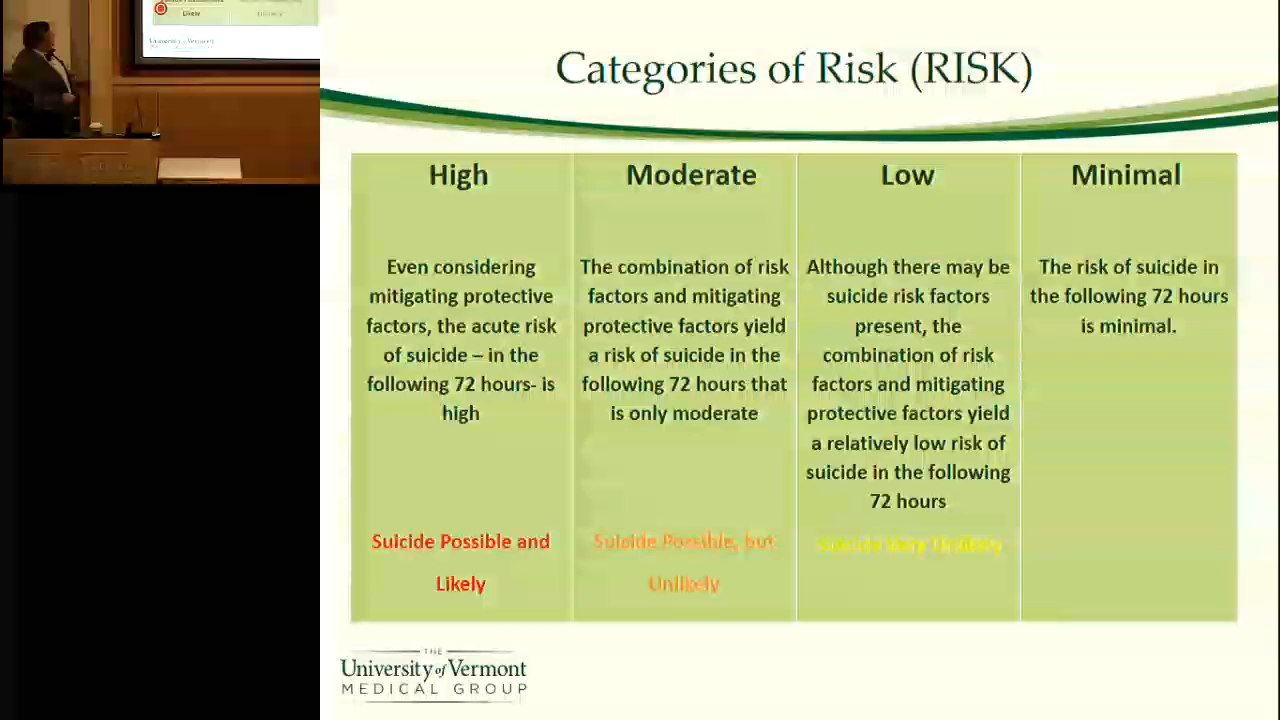 Likely
University of Vermont
Categories of Risk (RISK)
High
Moderate
Low
Minimal
Even considering
mitigating protective
factors, the acute risk
of suicide – in the
following 72 hours- is
high
Suicide Possible and
Likely
The combination of risk
factors and mitigating
protective factors yield
a risk of suicide in the
following 72 hours that
is only moderate
Suicide Possible, but
Unlikely
Although there may be
suicide risk factors
present, the
combination of risk
factors and mitigating
protective factors yield
a relatively low risk of
suicide in the following
72 hours
Suicide Very Unlikely
The risk of suicide in
the following 72 hours
is minimal.
THE
University of Vermont
MEDICAL GROUP